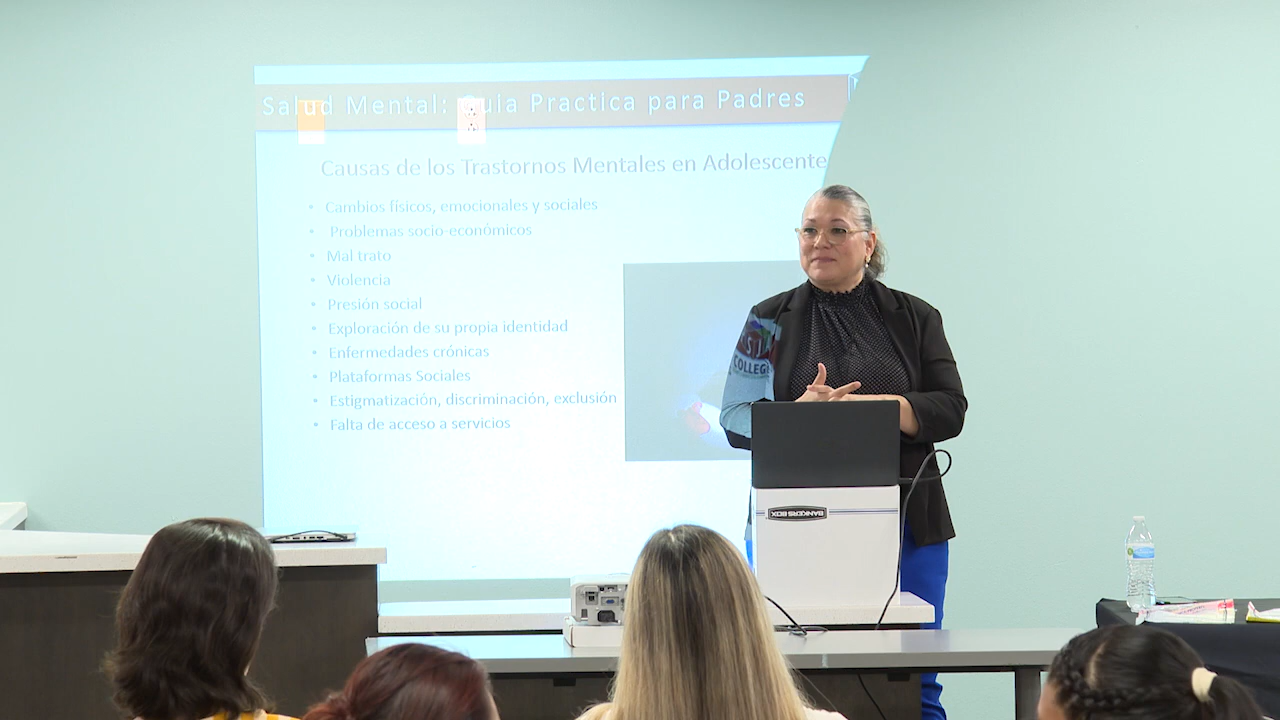 Salud Mental: Guia Practica para Padres
Causas de los Trastornos Mentales en Adolescente
• Cambios físicos, emocionales y sociales
• Problemas socio-económicos
• Mal trato
• Violencia
• Presión social
• Exploración de su propia identidad
• Enfermedades crónicas
• Plataformas Sociales
• Estigmatización, discriminación, exclusión
• Falta de acceso a servicios
COLLEGE
BANKERS BOX